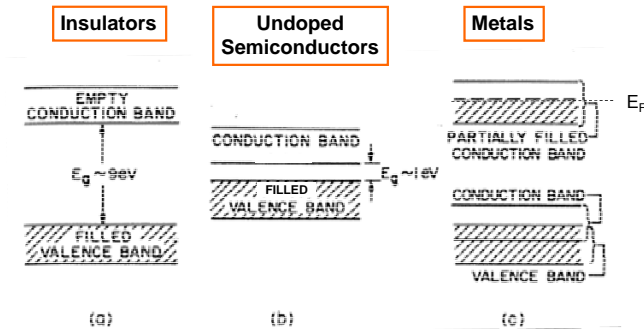 Insulators
Undoped
Semiconductors
Metals
EMPTY
CONDUCTION BAND
Eg ~9eV
FILLED
VALENCE BAND
(a)
CONDUCTION BAND
Eg ~1eV
FILLED
VALENCE BAND
(b)
EF
PARTIALLY FILLED
CONDUCTION BAND
CONDUCTION BAND
VALENCE BAND
(c)